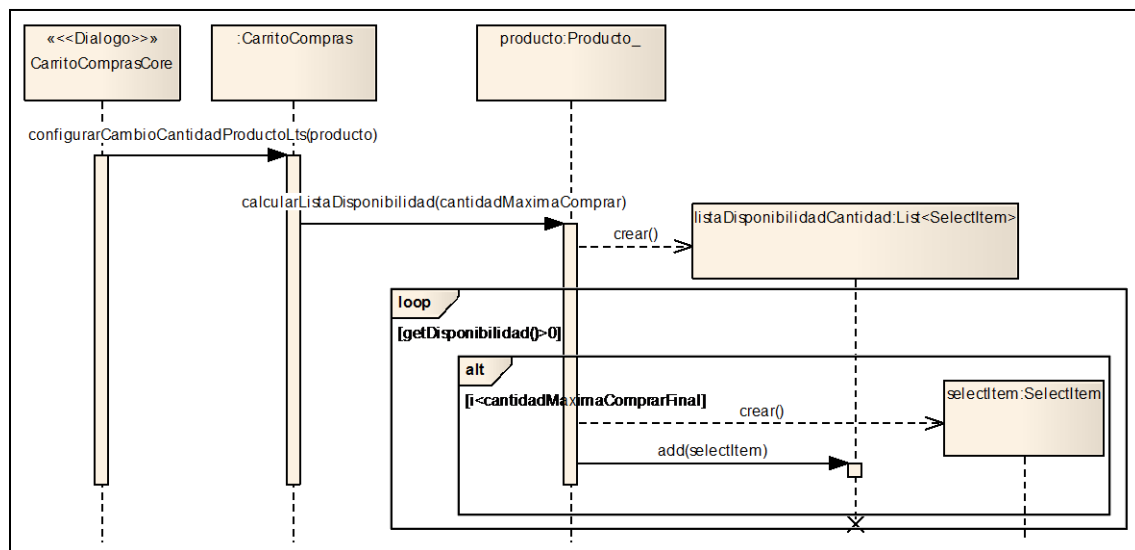 «<<Dialogo>>»
CarritoComprasCore
:CarritoCompras
producto:Producto_
configurarCambioCantidadProductoLts(producto)
calcularListaDisponibilidad(cantidadMaximaComprar)
listaDisponibilidadCantidad:List<SelectItem>
crear()
loop
[getDisponibilidad()>0]
alt
[i<cantidadMaximaComprarFinal]
selectItem:SelectItem
crear()
add(selectItem)